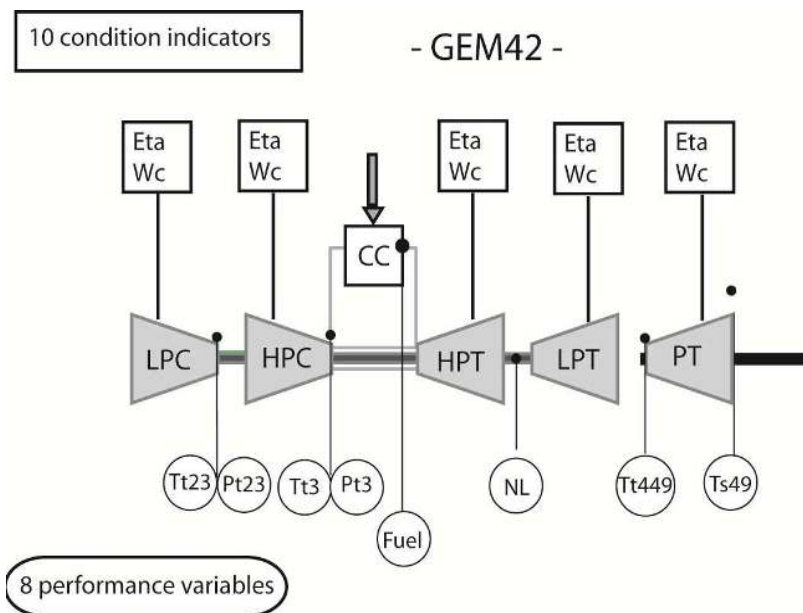 10 condition indicators
- GEM42 -
Eta
Wc
Eta
Wc
Eta
Wc
Eta
Wc
Eta
Wc
CC
LPC
HPC
HPT
LPT
PT
Tt23
Pt23
Tt3
Pt3
NL
Tt449
Ts49
Fuel
8 performance variables